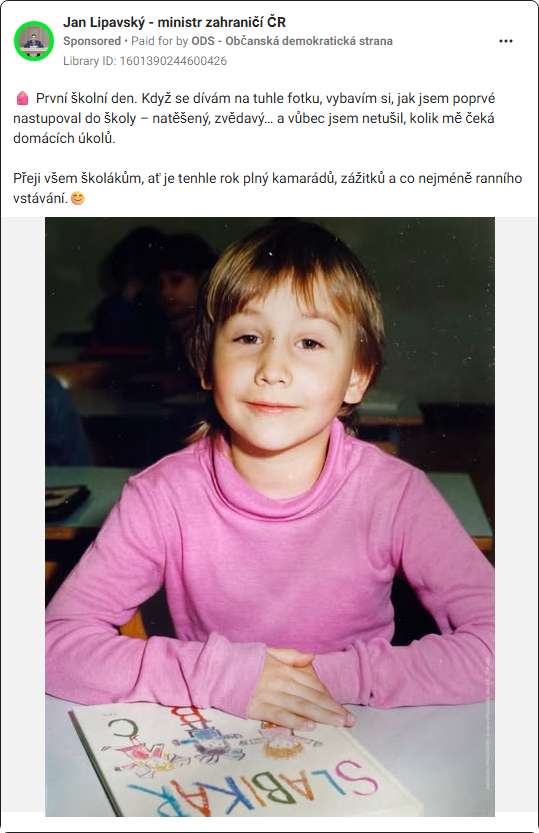 Jan Lipavský - ministr zahraničí ČR
Sponsored • Paid for by ODS - Občanská demokratická strana
Library ID: 1601390244600426
🎒 První školní den. Když se dívám na tuhle fotku, vybavím si, jak jsem poprvé
nastupoval do školy – natěšený, zvědavý… a vůbec jsem netušil, kolik mě čeká
domácích úkolů.
Přeji všem školákům, ať je tenhle rok plný kamarádů, zážitků a co nejméně ranního
vstávání.😊
C B
SLABIKÁŘ